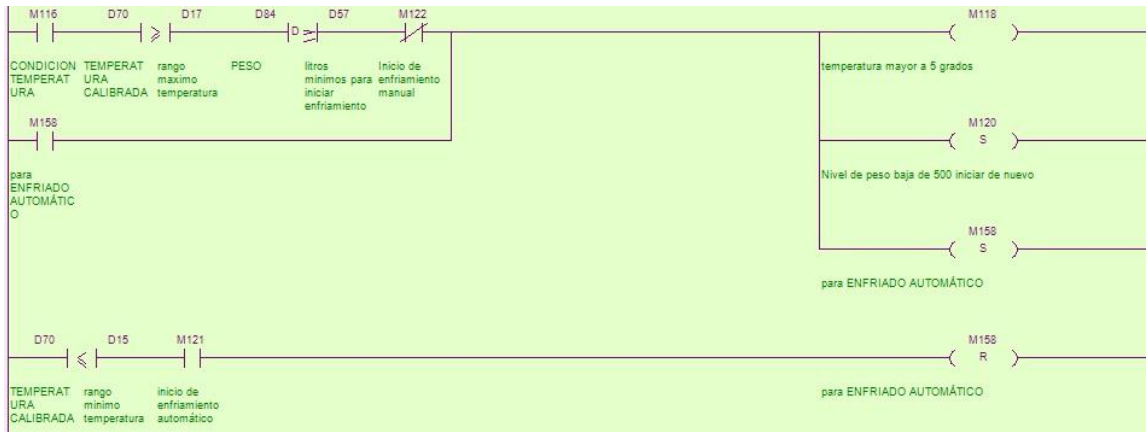 M116 D70 D17 D84 D57 M122 M118
> D ≥
CONDICION TEMPERAT rango PESO litros Inicio de temperatura mayor a 5 grados
TEMPERAT URA maximo minimos para enfriamiento
URA CALIBRADA temperatura iniciar manual
enfriamiento
M158 M120
S
para Nivel de peso baja de 500 iniciar de nuevo
ENFRIADO
AUTOMÁTIC
O
M158
S
para ENFRIADO AUTOMÁTICO
D70 D15 M121 M158
≤ R
TEMPERAT rango inicio de para ENFRIADO AUTOMÁTICO
URA minimo enfriamiento
CALIBRADA temperatura automático